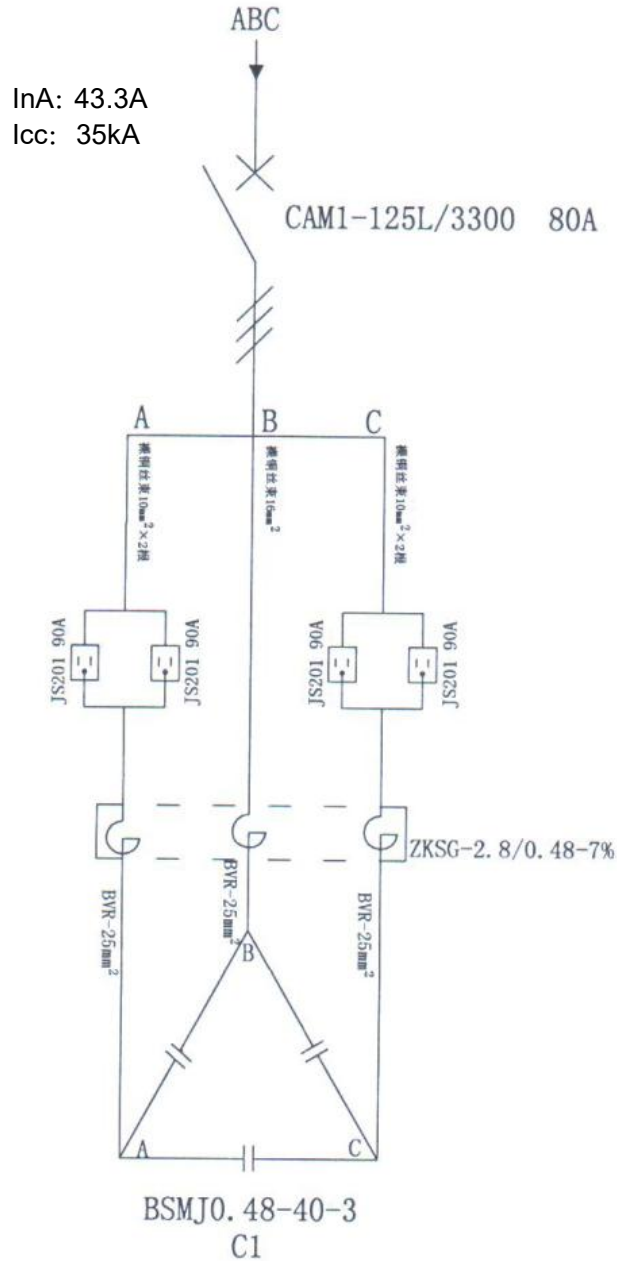 ABC
InA: 43.3A
Icc: 35kA
CAM1-125L/3300 80A
A
B
C
裸铜丝束10mm²×2根
裸铜丝束16mm²
裸铜丝束10mm²×2根
JS201 90A
JS201 90A
JS201 90A
JS201 90A
ZKSG-2.8/0.48-7%
BVR-25mm²
BVR-25mm²
BVR-25mm²
B
A
C
BSMJ0.48-40-3
C1